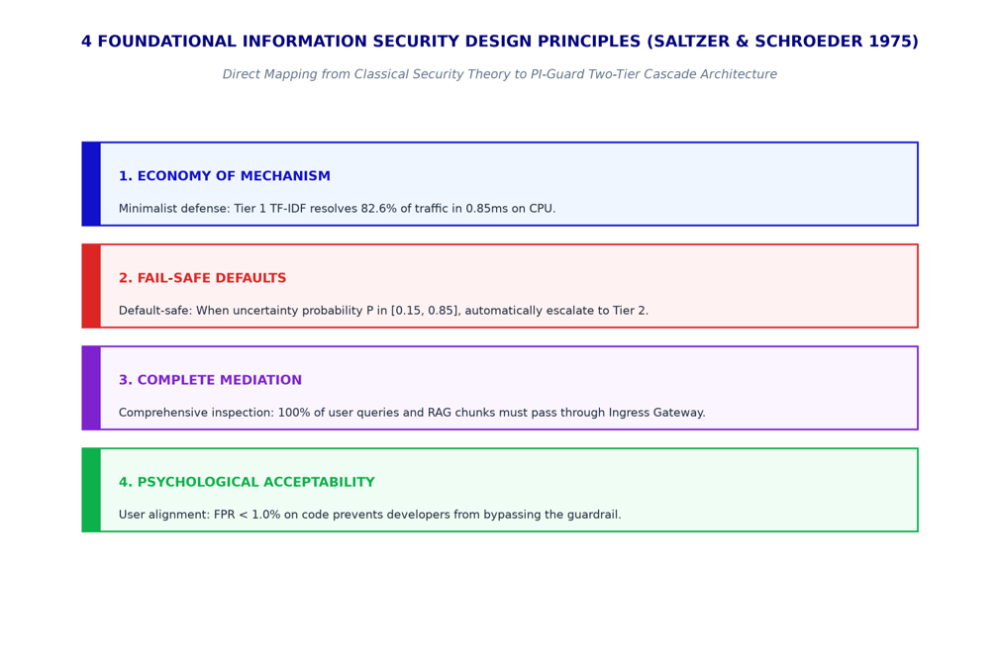 4 FOUNDATIONAL INFORMATION SECURITY DESIGN PRINCIPLES (SALTZER & SCHROEDER 1975)
Direct Mapping from Classical Security Theory to PI-Guard Two-Tier Cascade Architecture
1. ECONOMY OF MECHANISM
Minimalist defense: Tier 1 TF-IDF resolves 82.6% of traffic in 0.85ms on CPU.
2. FAIL-SAFE DEFAULTS
Default-safe: When uncertainty probability P in [0.15, 0.85], automatically escalate to Tier 2.
3. COMPLETE MEDIATION
Comprehensive inspection: 100% of user queries and RAG chunks must pass through Ingress Gateway.
4. PSYCHOLOGICAL ACCEPTABILITY
User alignment: FPR < 1.0% on code prevents developers from bypassing the guardrail.